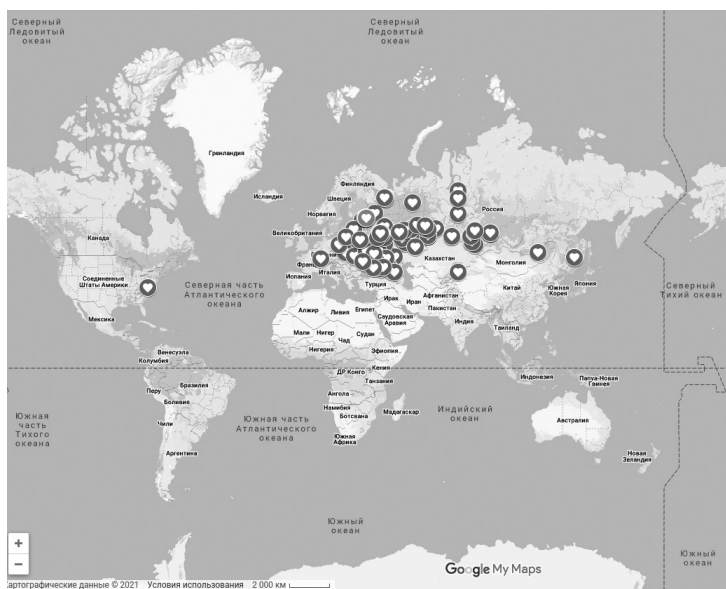 Северный
Ледовитый
океан
Северный
Ледовитый
океан
Гренландия
Финляндия
Исландия
Швеция
Россия
Норвегия
Великобритания
Канада
Казахстан
Монголия
Соединенные
Штаты Америки
Италия
Испания
Турция
Китай
Южная
Корея
Япония
Северная часть
Атлантического
океана
Северный
Тихий океан
Ирак
Афганистан
Иран
Пакистан
Алжир
Ливия
Египет
Саудовская
Аравия
Индия
Мексика
Мали
Нигер
Чад
Судан
Таиланд
Нигерия
Эфиопия
Венесуэла
Колумбия
Кения
ДР Конго
Танзания
Индонезия
Папуа-Новая
Гвинея
Перу
Бразилия
Боливия
Ангола
Намибия
Ботсвана
Мадагаскар
Индийский
океан
Австралия
Южная
часть
Тихого
океана
Южная часть
Атлантического
океана
Чили
Южная
Африка
Аргентина
Новая
Зеландия
Южный
океан
Южный
океан
+
−
Google My Maps
Картографические данные © 2021 Условия использования 2 000 км